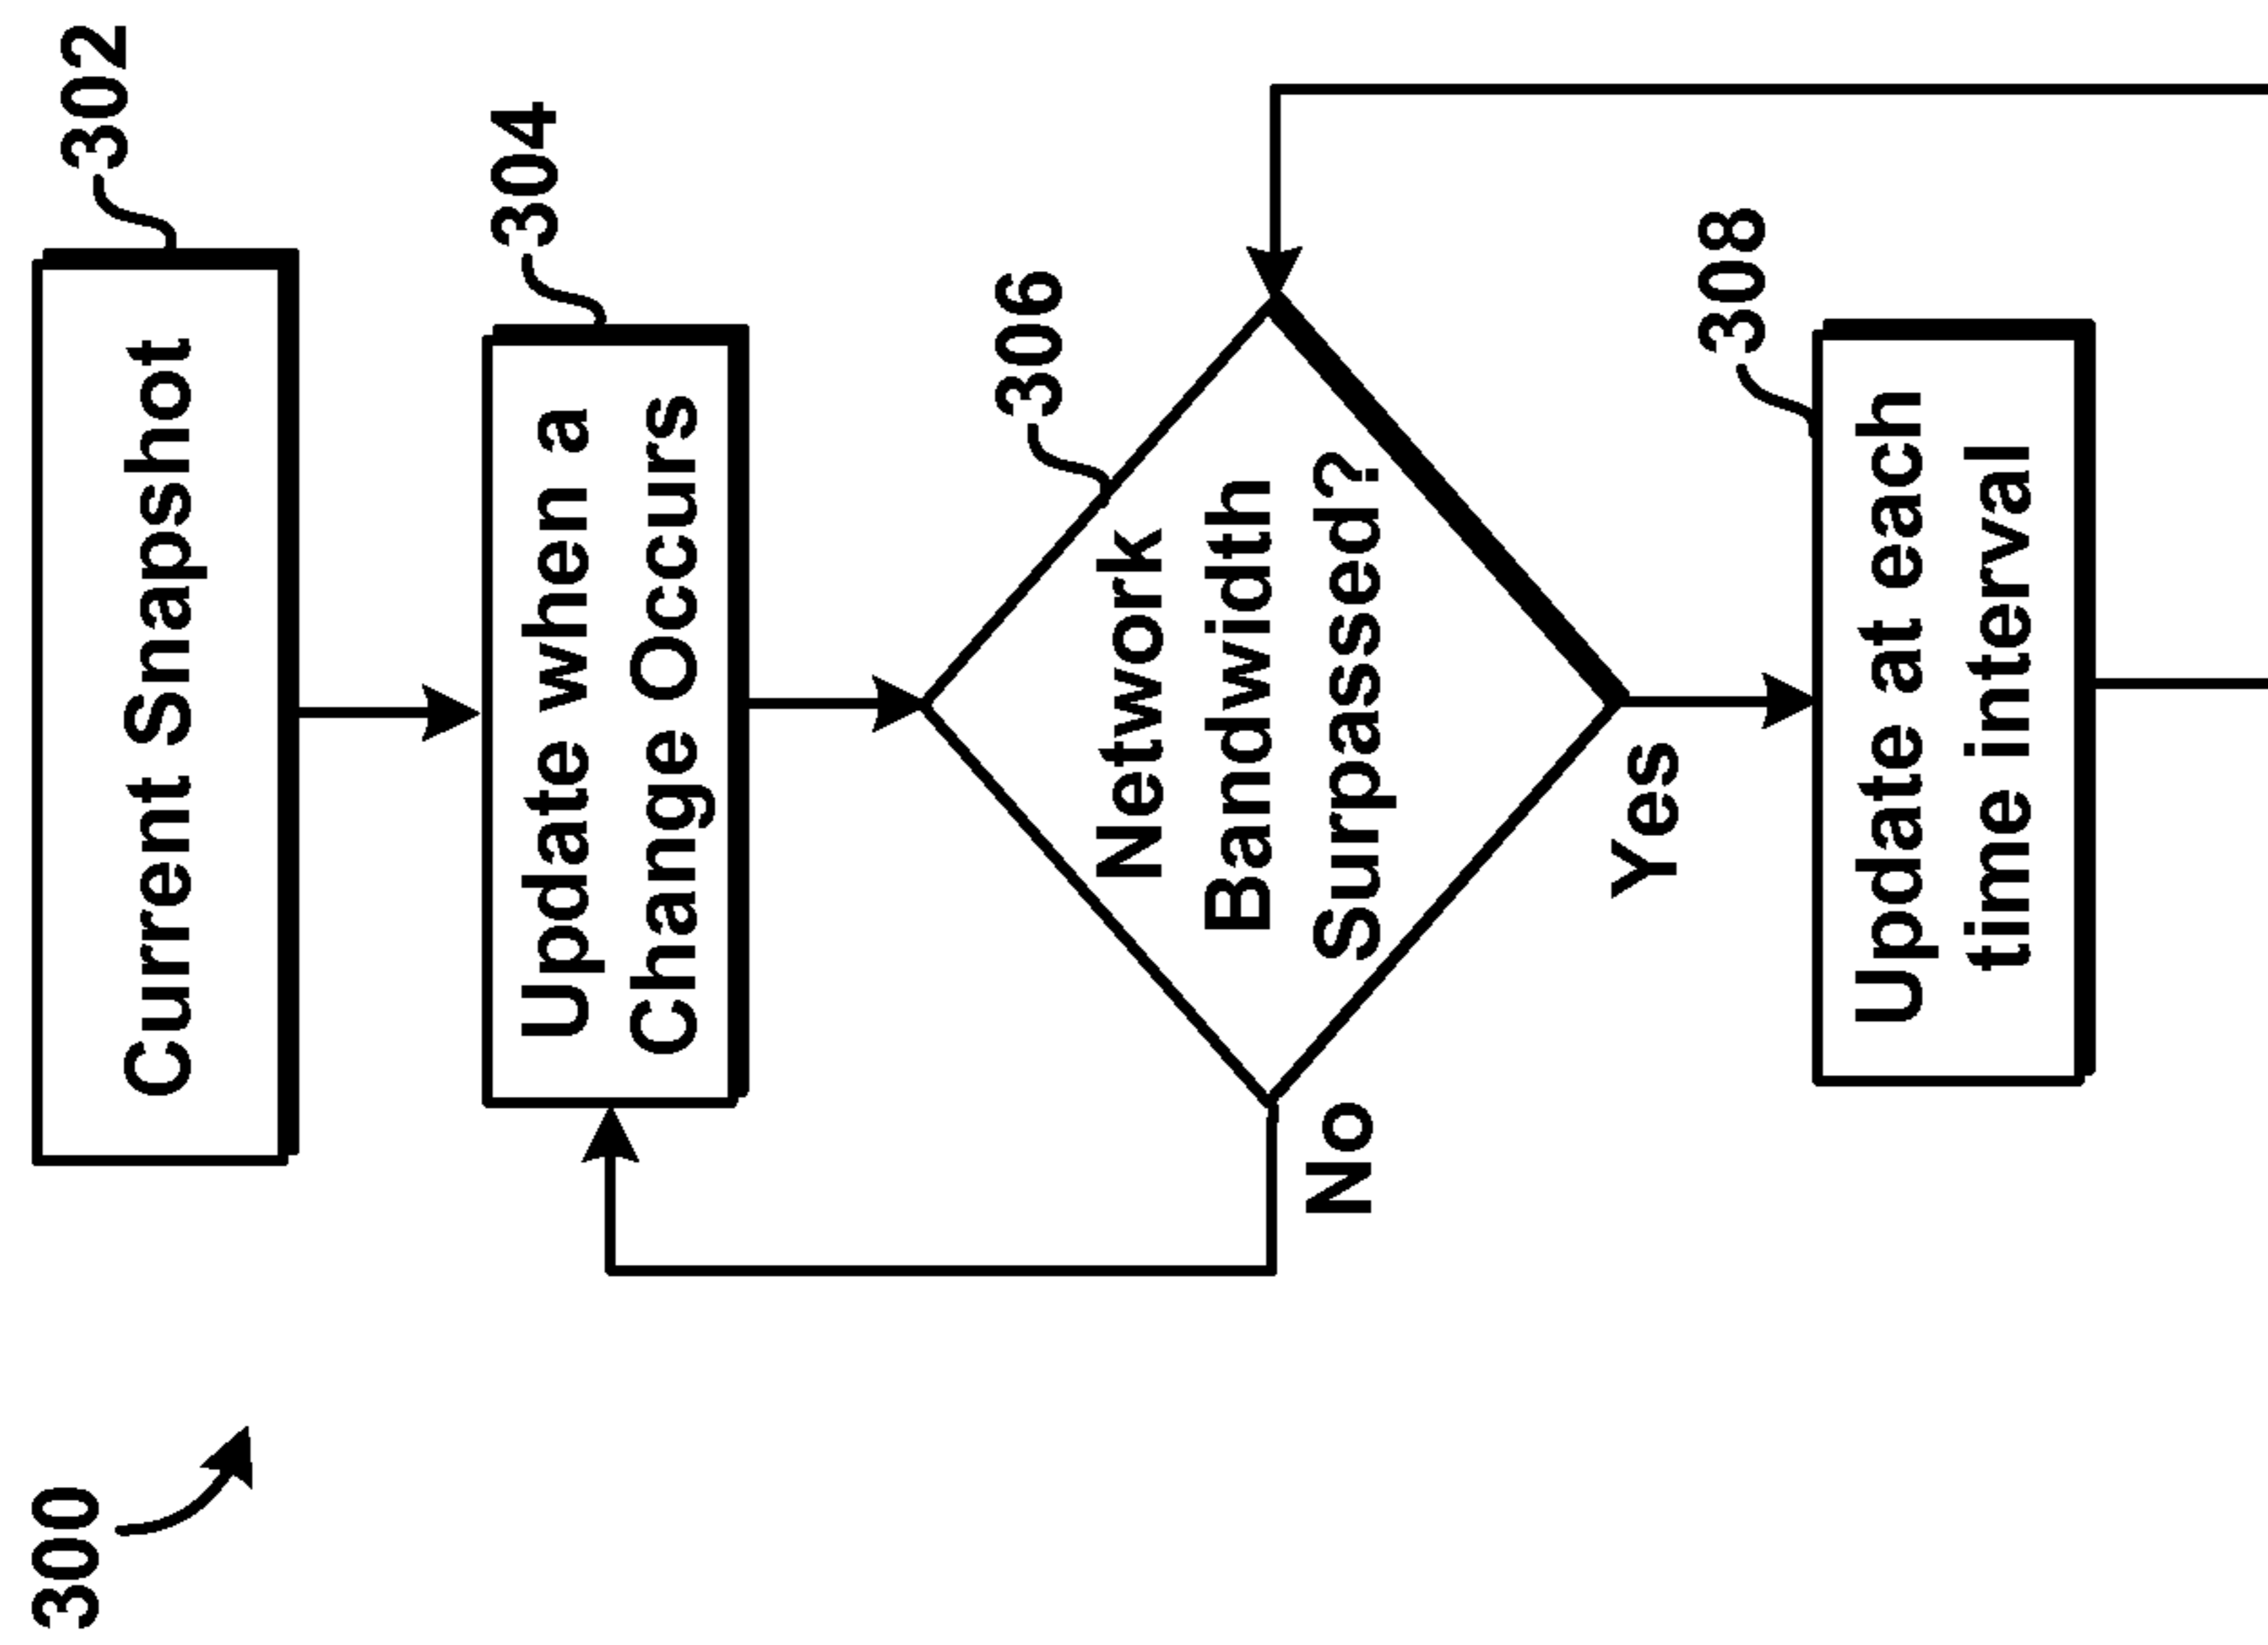 300
302
Current Snapshot
304
Update when a
Change Occurs
306
Network
Bandwidth
Surpassed?
No
Yes
308
Update at each
time interval